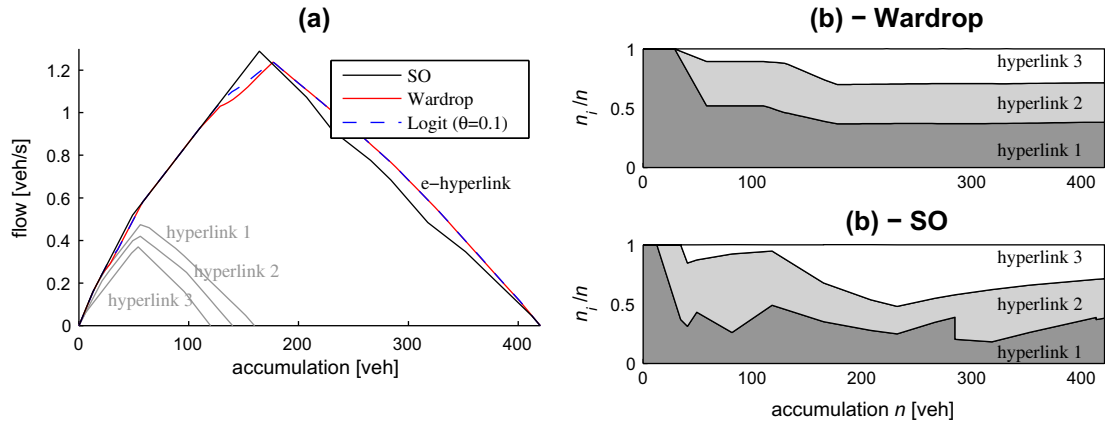 (a)
1.2
1
0.8
0.6
0.4
0.2
0
flow [veh/s]
SO
Wardrop
Logit (θ=0.1)
e−hyperlink
hyperlink 1
hyperlink 2
hyperlink 3
0 100 200 300 400
accumulation [veh]
(b) − Wardrop
1
0.5
0
n_i/n
hyperlink 3
hyperlink 2
hyperlink 1
0 100 200 300 400
(b) − SO
1
0.5
0
n_i/n
hyperlink 3
hyperlink 2
hyperlink 1
0 100 200 300 400
accumulation n [veh]